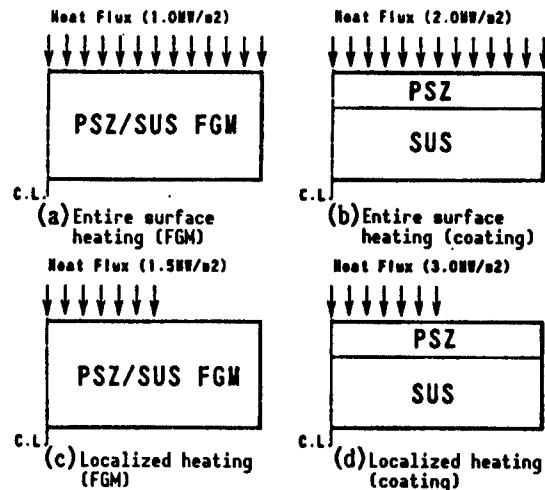 Heat Flux (1.0MW/m2)
PSZ/SUS FGM
C.L.
(a) Entire surface
heating (FGM)
Heat Flux (2.0MW/m2)
PSZ
SUS
(b) Entire surface
heating (coating)
Heat Flux (1.5MW/m2)
PSZ/SUS FGM
C.L.
(c) Localized heating
(FGM)
Heat Flux (3.0MW/m2)
PSZ
SUS
C.L.
(d) Localized heating
(coating)